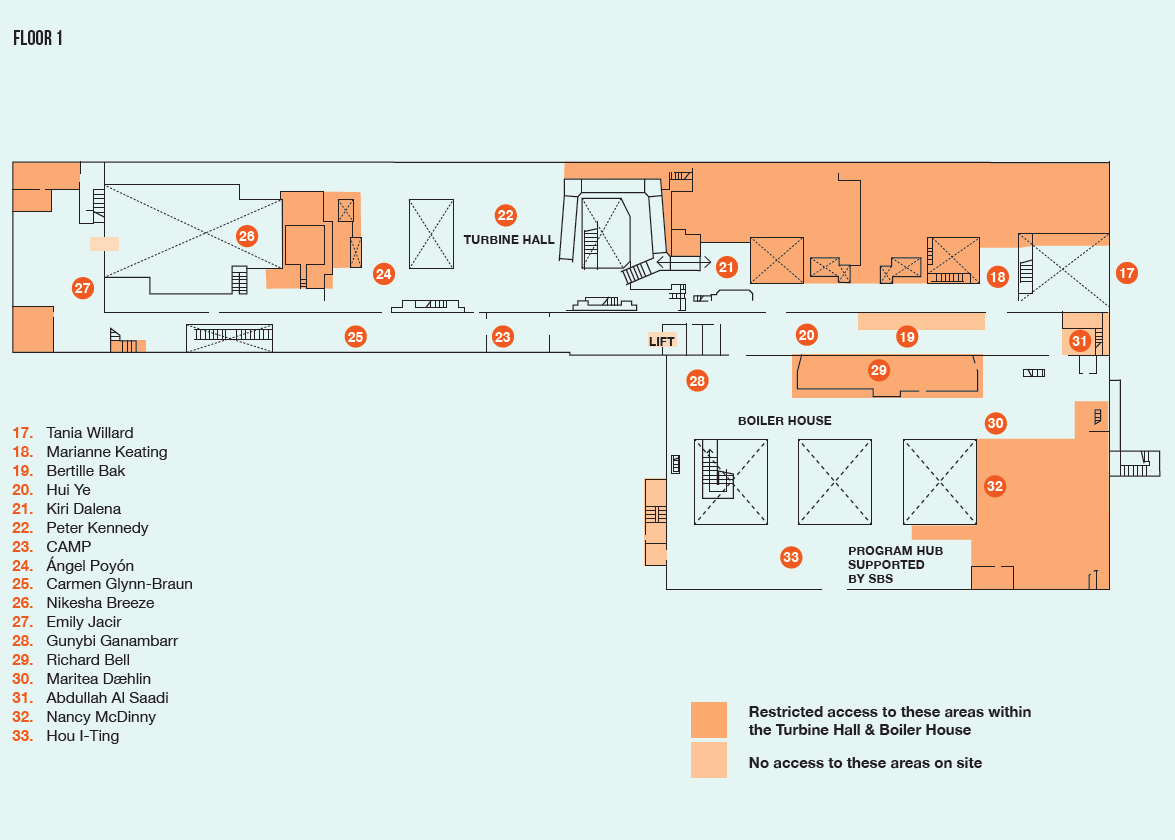 FLOOR 1
22
TURBINE HALL
26
24
27
21
18
17
25
23
LIFT
20
19
31
28
29
BOILER HOUSE
30
32
33
PROGRAM HUB
SUPPORTED
BY SBS
17. Tania Willard
18. Marianne Keating
19. Bertille Bak
20. Hui Ye
21. Kiri Dalena
22. Peter Kennedy
23. CAMP
24. Ángel Poyón
25. Carmen Glynn-Braun
26. Nikesha Breeze
27. Emily Jacir
28. Gunybi Ganambarr
29. Richard Bell
30. Maritea Dæhlin
31. Abdullah Al Saadi
32. Nancy McDinny
33. Hou I-Ting
Restricted access to these areas within
the Turbine Hall & Boiler House
No access to these areas on site